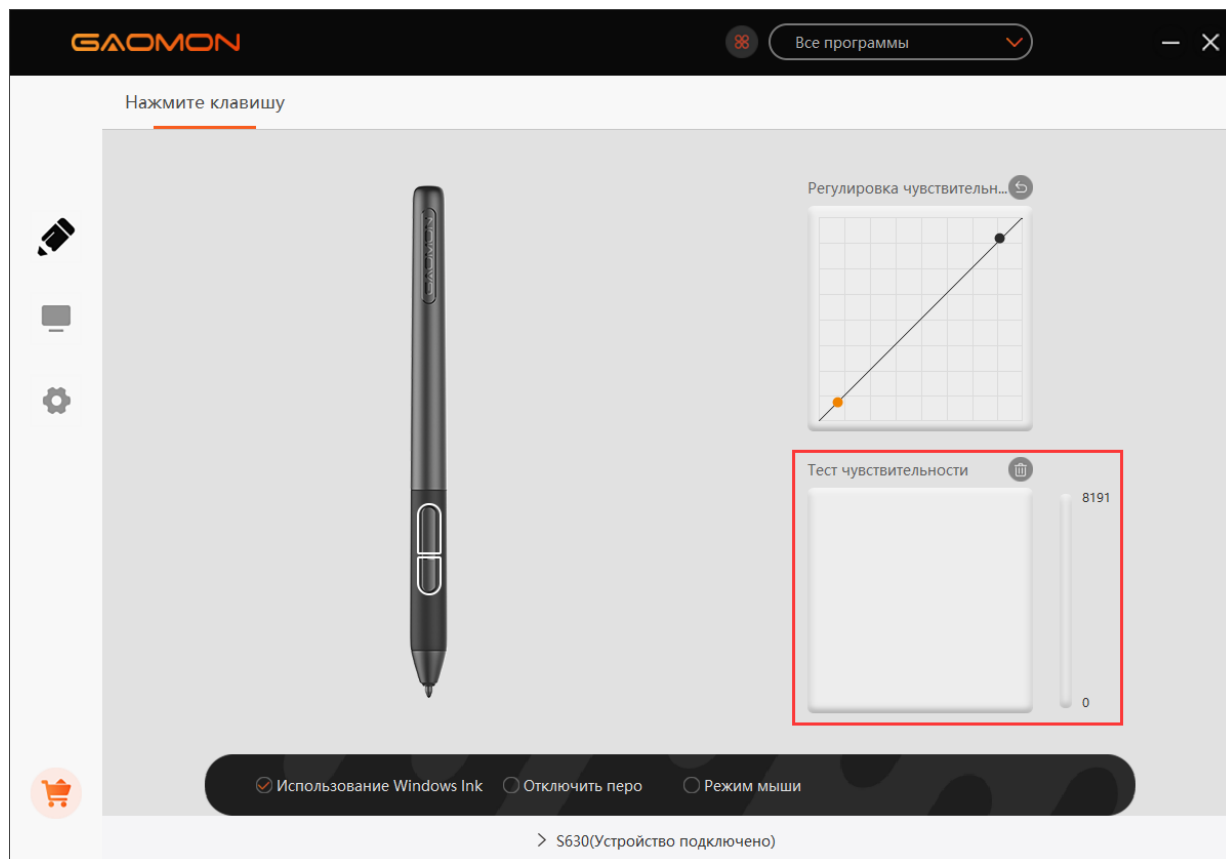 GAOMON
Все программы
Нажмите клавишу
GAOMON
Регулировка чувствительн...
Тест чувствительности
8191
0
Использование Windows Ink
Отключить перо
Режим мыши
S630(Устройство подключено)